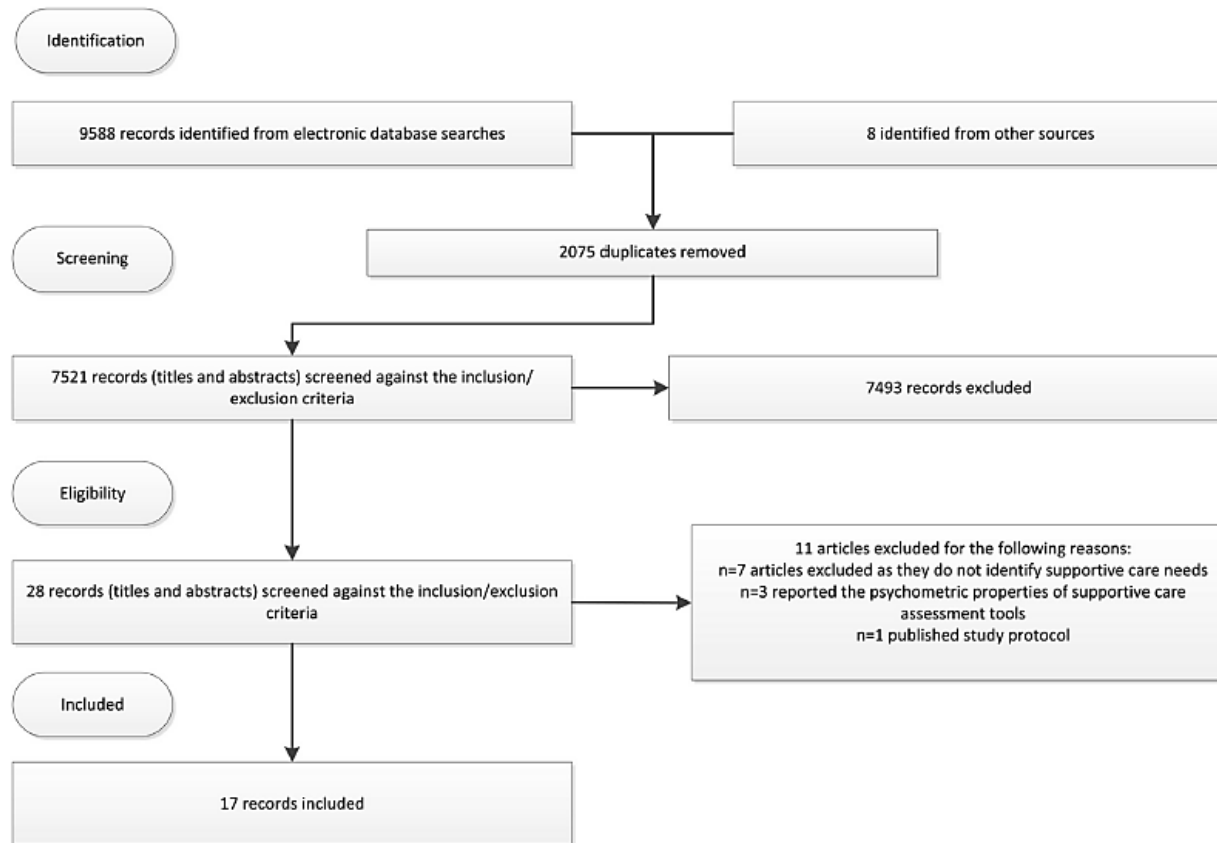 Identification
9588 records identified from electronic database searches
8 identified from other sources
Screening
2075 duplicates removed
7521 records (titles and abstracts) screened against the inclusion/
exclusion criteria
7493 records excluded
Eligibility
28 records (titles and abstracts) screened against the inclusion/exclusion
criteria
11 articles excluded for the following reasons:
n=7 articles excluded as they do not identify supportive care needs
n=3 reported the psychometric properties of supportive care
assessment tools
n=1 published study protocol
Included
17 records included